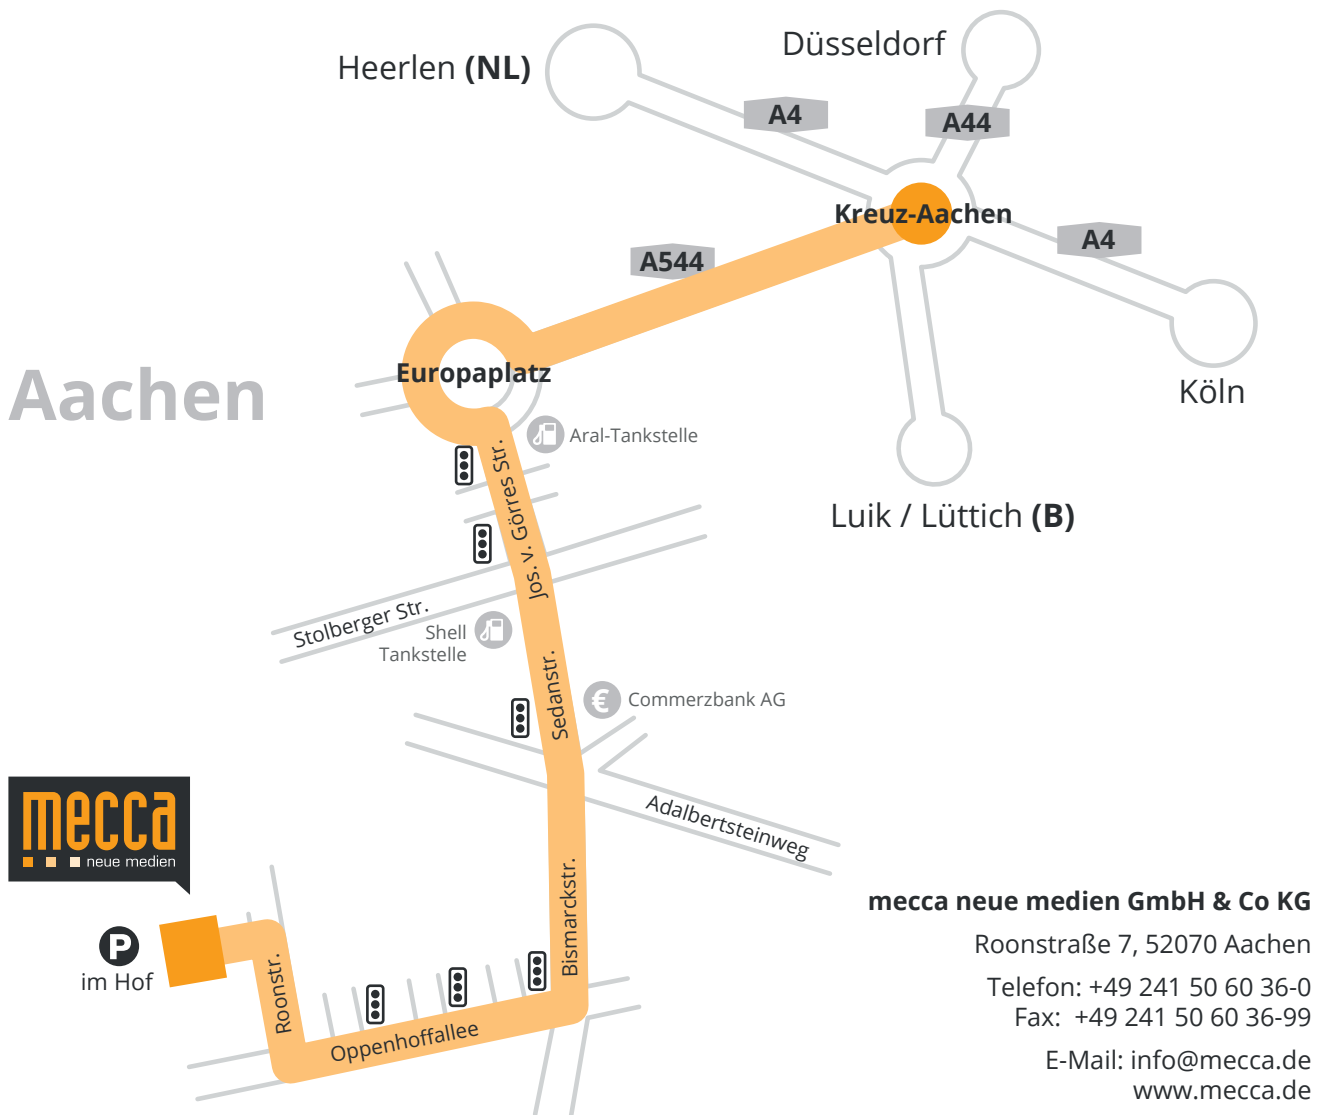 Heerlen (NL)
Düsseldorf
A4
A44
Kreuz-Aachen
A4
A544
Köln
Luik / Lüttich (B)
Aachen
Europaplatz
Aral-Tankstelle
Jos. v. Görres Str.
Stolberger Str.
Shell
Tankstelle
Sedanstr.
€ Commerzbank AG
Adalbertsteinweg
Bismarckstr.
Oppenhoffallee
Roonstr.
mecca
neue medien
P
im Hof
mecca neue medien GmbH & Co KG
Roonstraße 7, 52070 Aachen
Telefon: +49 241 50 60 36-0
Fax: +49 241 50 60 36-99
E-Mail: info@mecca.de
www.mecca.de